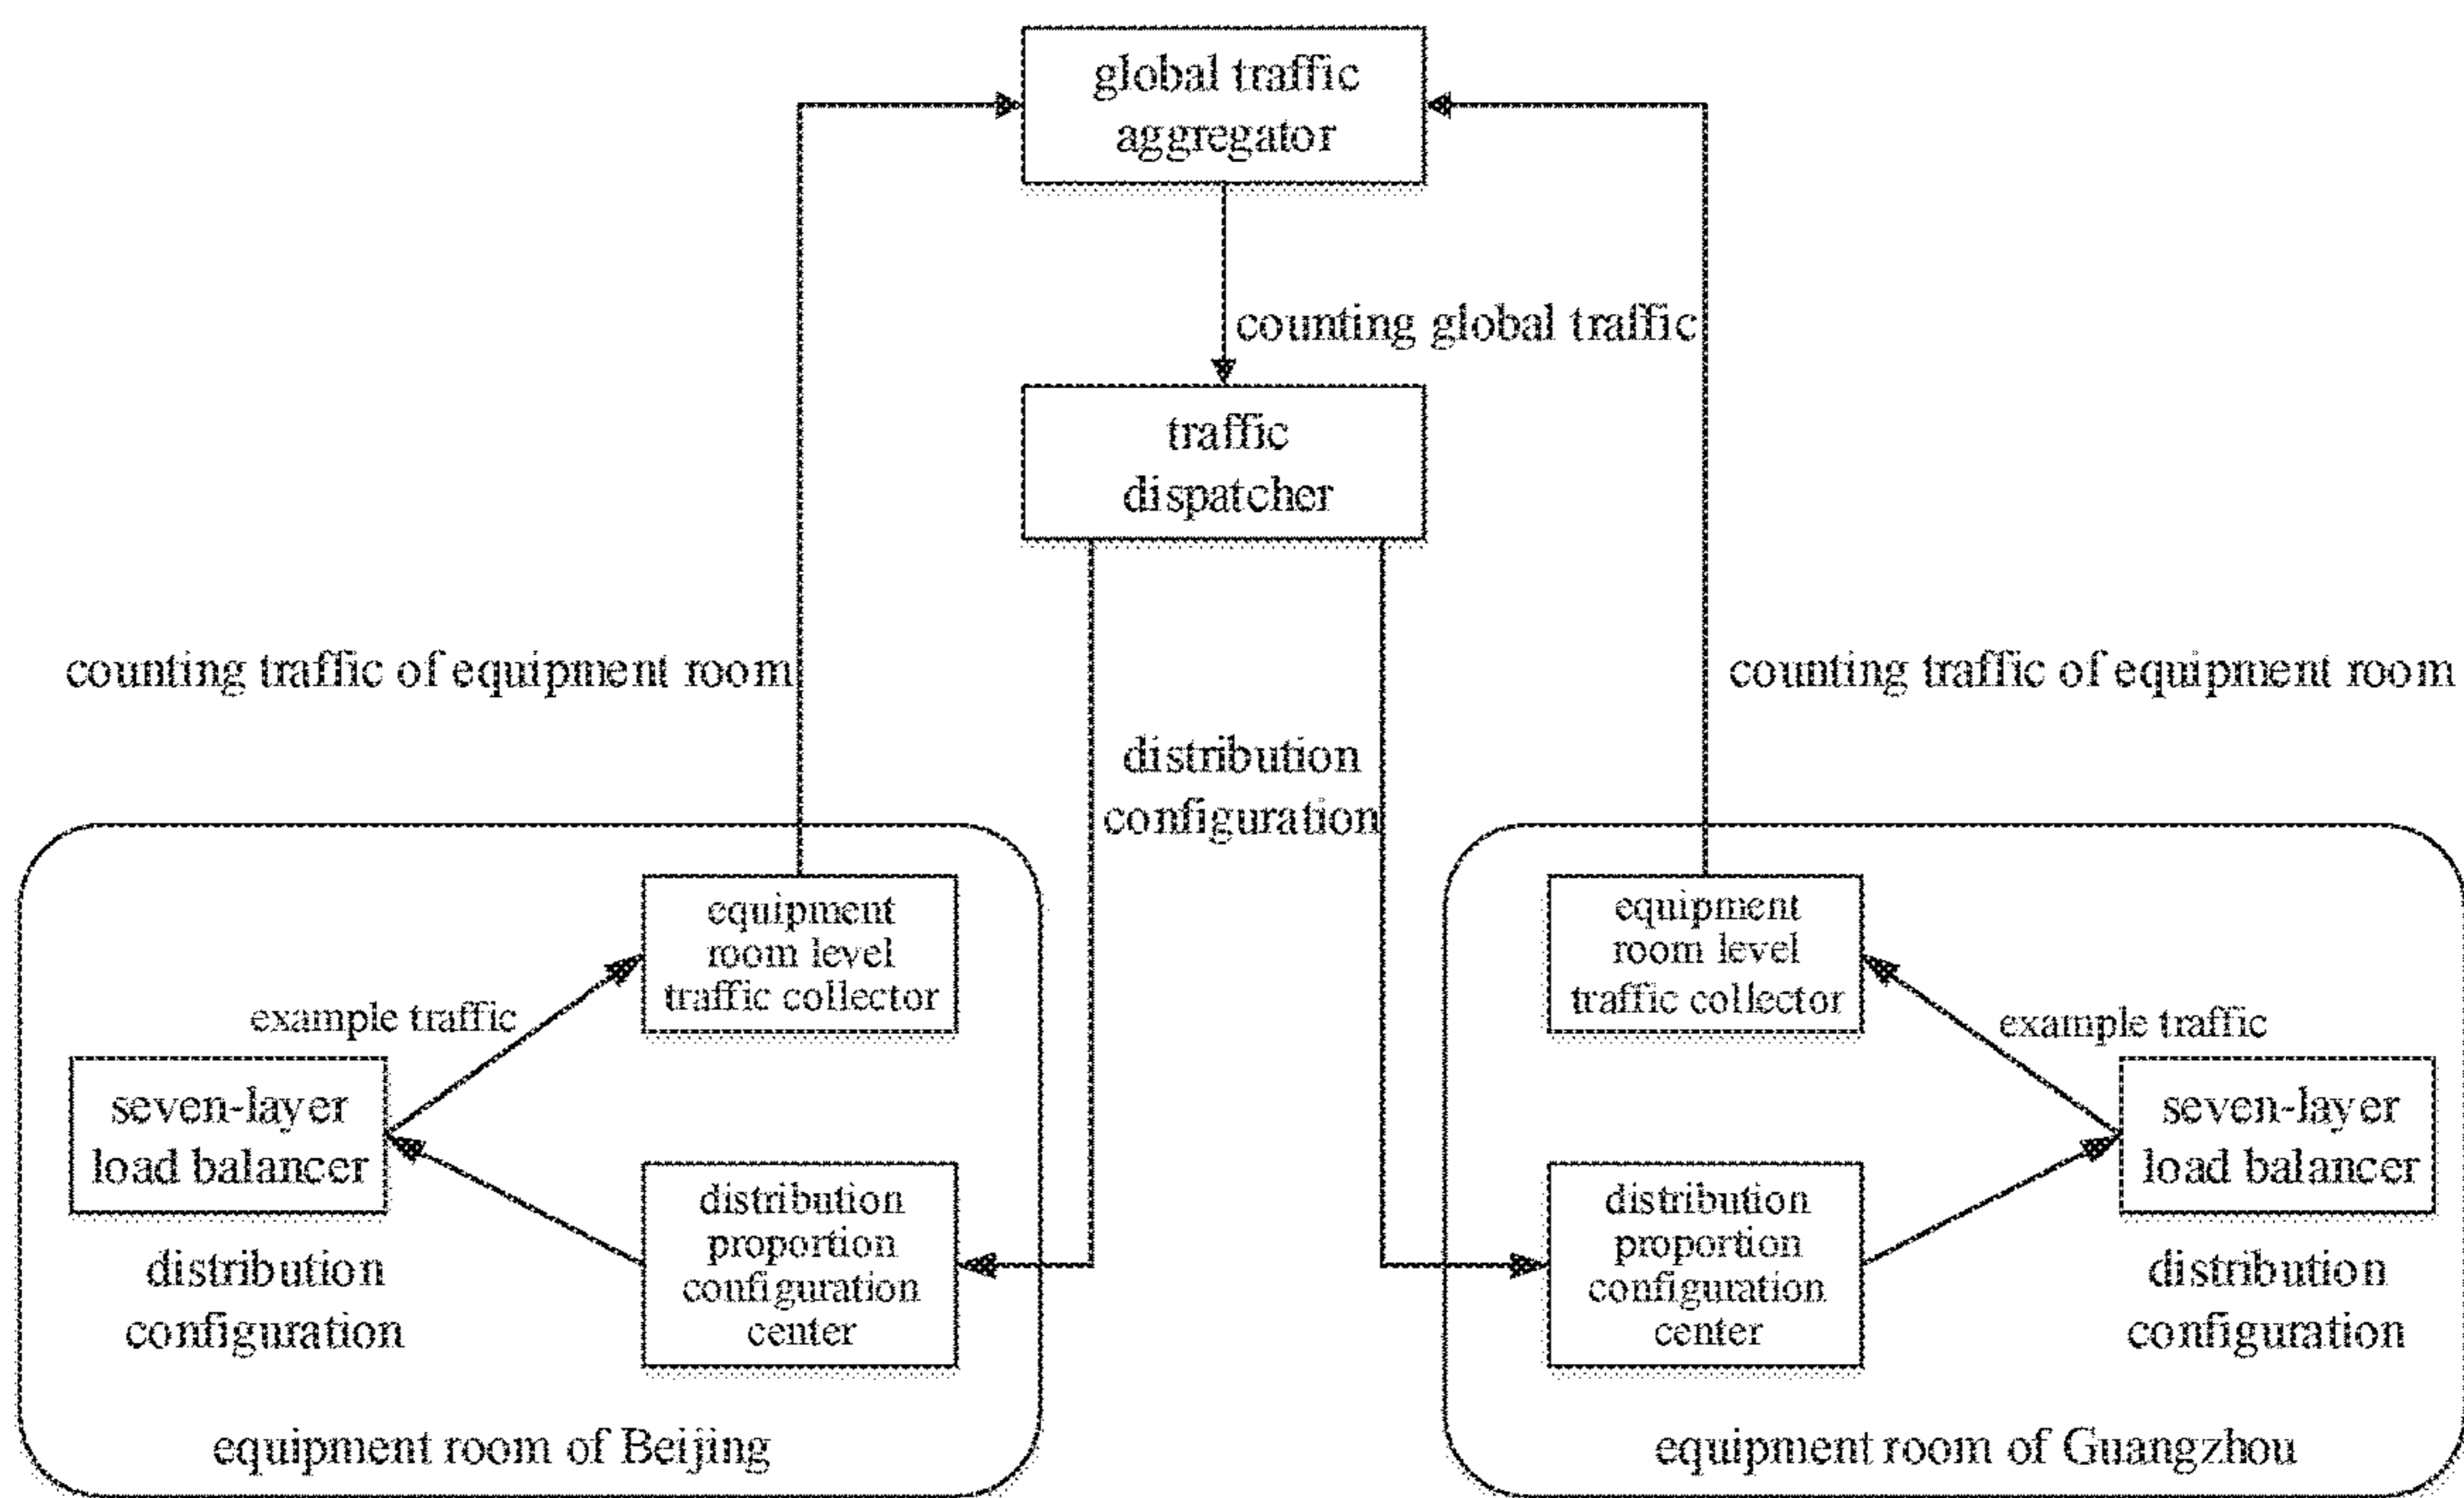 global traffic
aggregator
counting global traffic
traffic
dispatcher
counting traffic of equipment room
counting traffic of equipment room
distribution
configuration
equipment
room level
traffic collector
example traffic
seven-layer
load balancer
distribution
proportion
configuration
center
distribution
configuration
equipment room of Beijing
equipment
room level
traffic collector
example traffic
seven-layer
load balancer
distribution
proportion
configuration
center
distribution
configuration
equipment room of Guangzhou